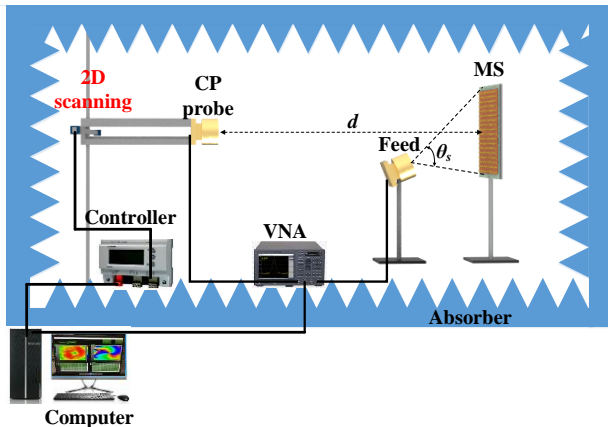 2D
scanning
CP
probe
MS
d
Feed
θs
Controller
VNA
Absorber
Computer